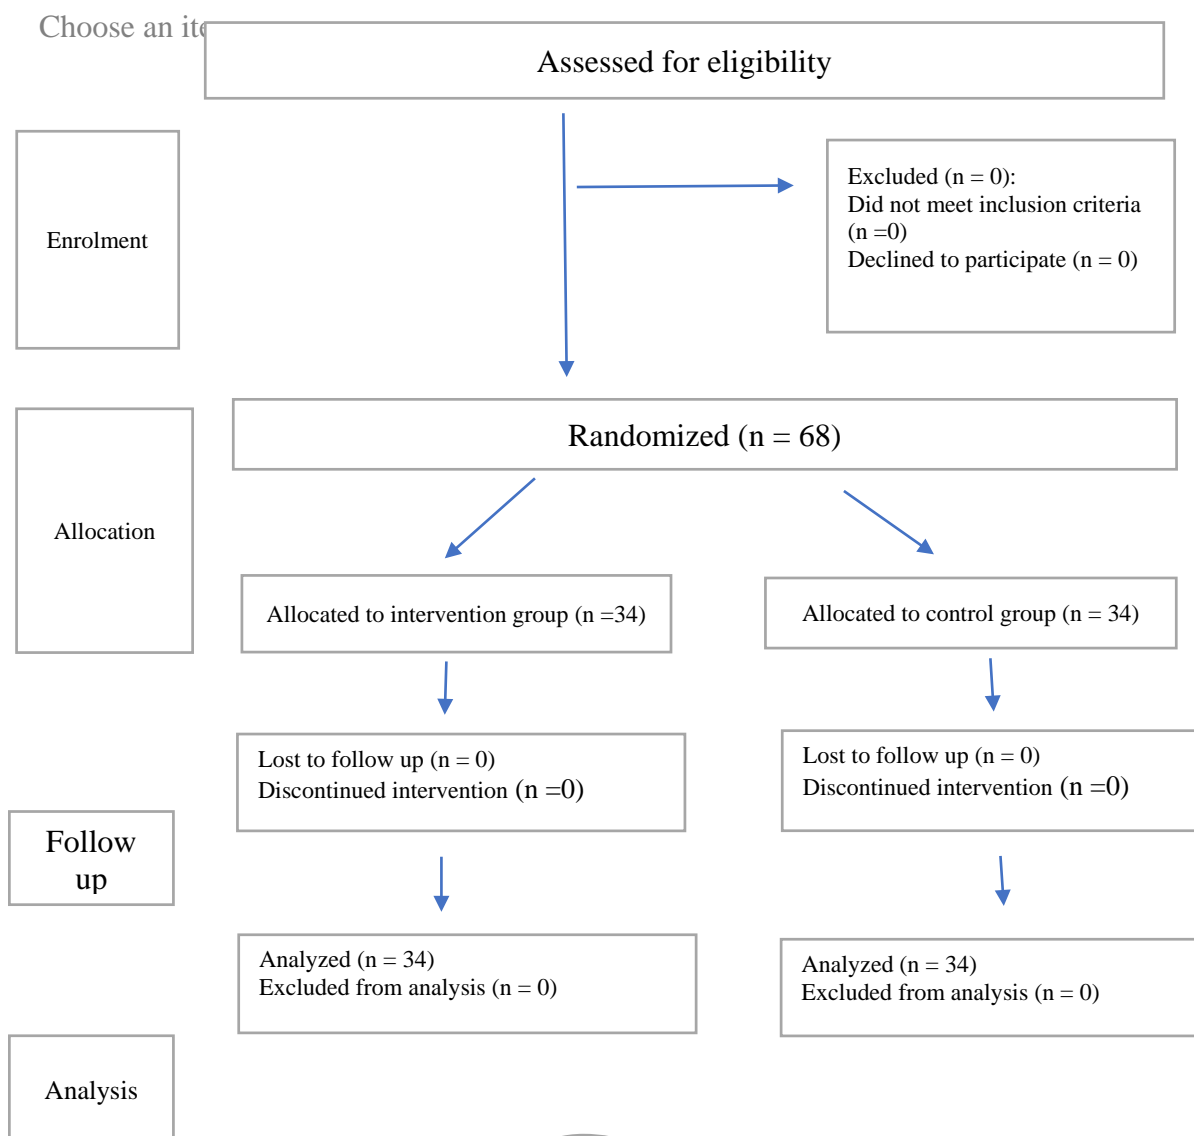 Choose an ite
Assessed for eligibility
Excluded (n = 0):
Did not meet inclusion criteria
(n =0)
Declined to participate (n = 0)
Enrolment
Randomized (n = 68)
Allocation
Allocated to intervention group (n =34)
Allocated to control group (n = 34)
Lost to follow up (n = 0)
Discontinued intervention (n =0)
Lost to follow up (n = 0)
Discontinued intervention (n =0)
Follow
up
Analyzed (n = 34)
Excluded from analysis (n = 0)
Analyzed (n = 34)
Excluded from analysis (n = 0)
Analysis